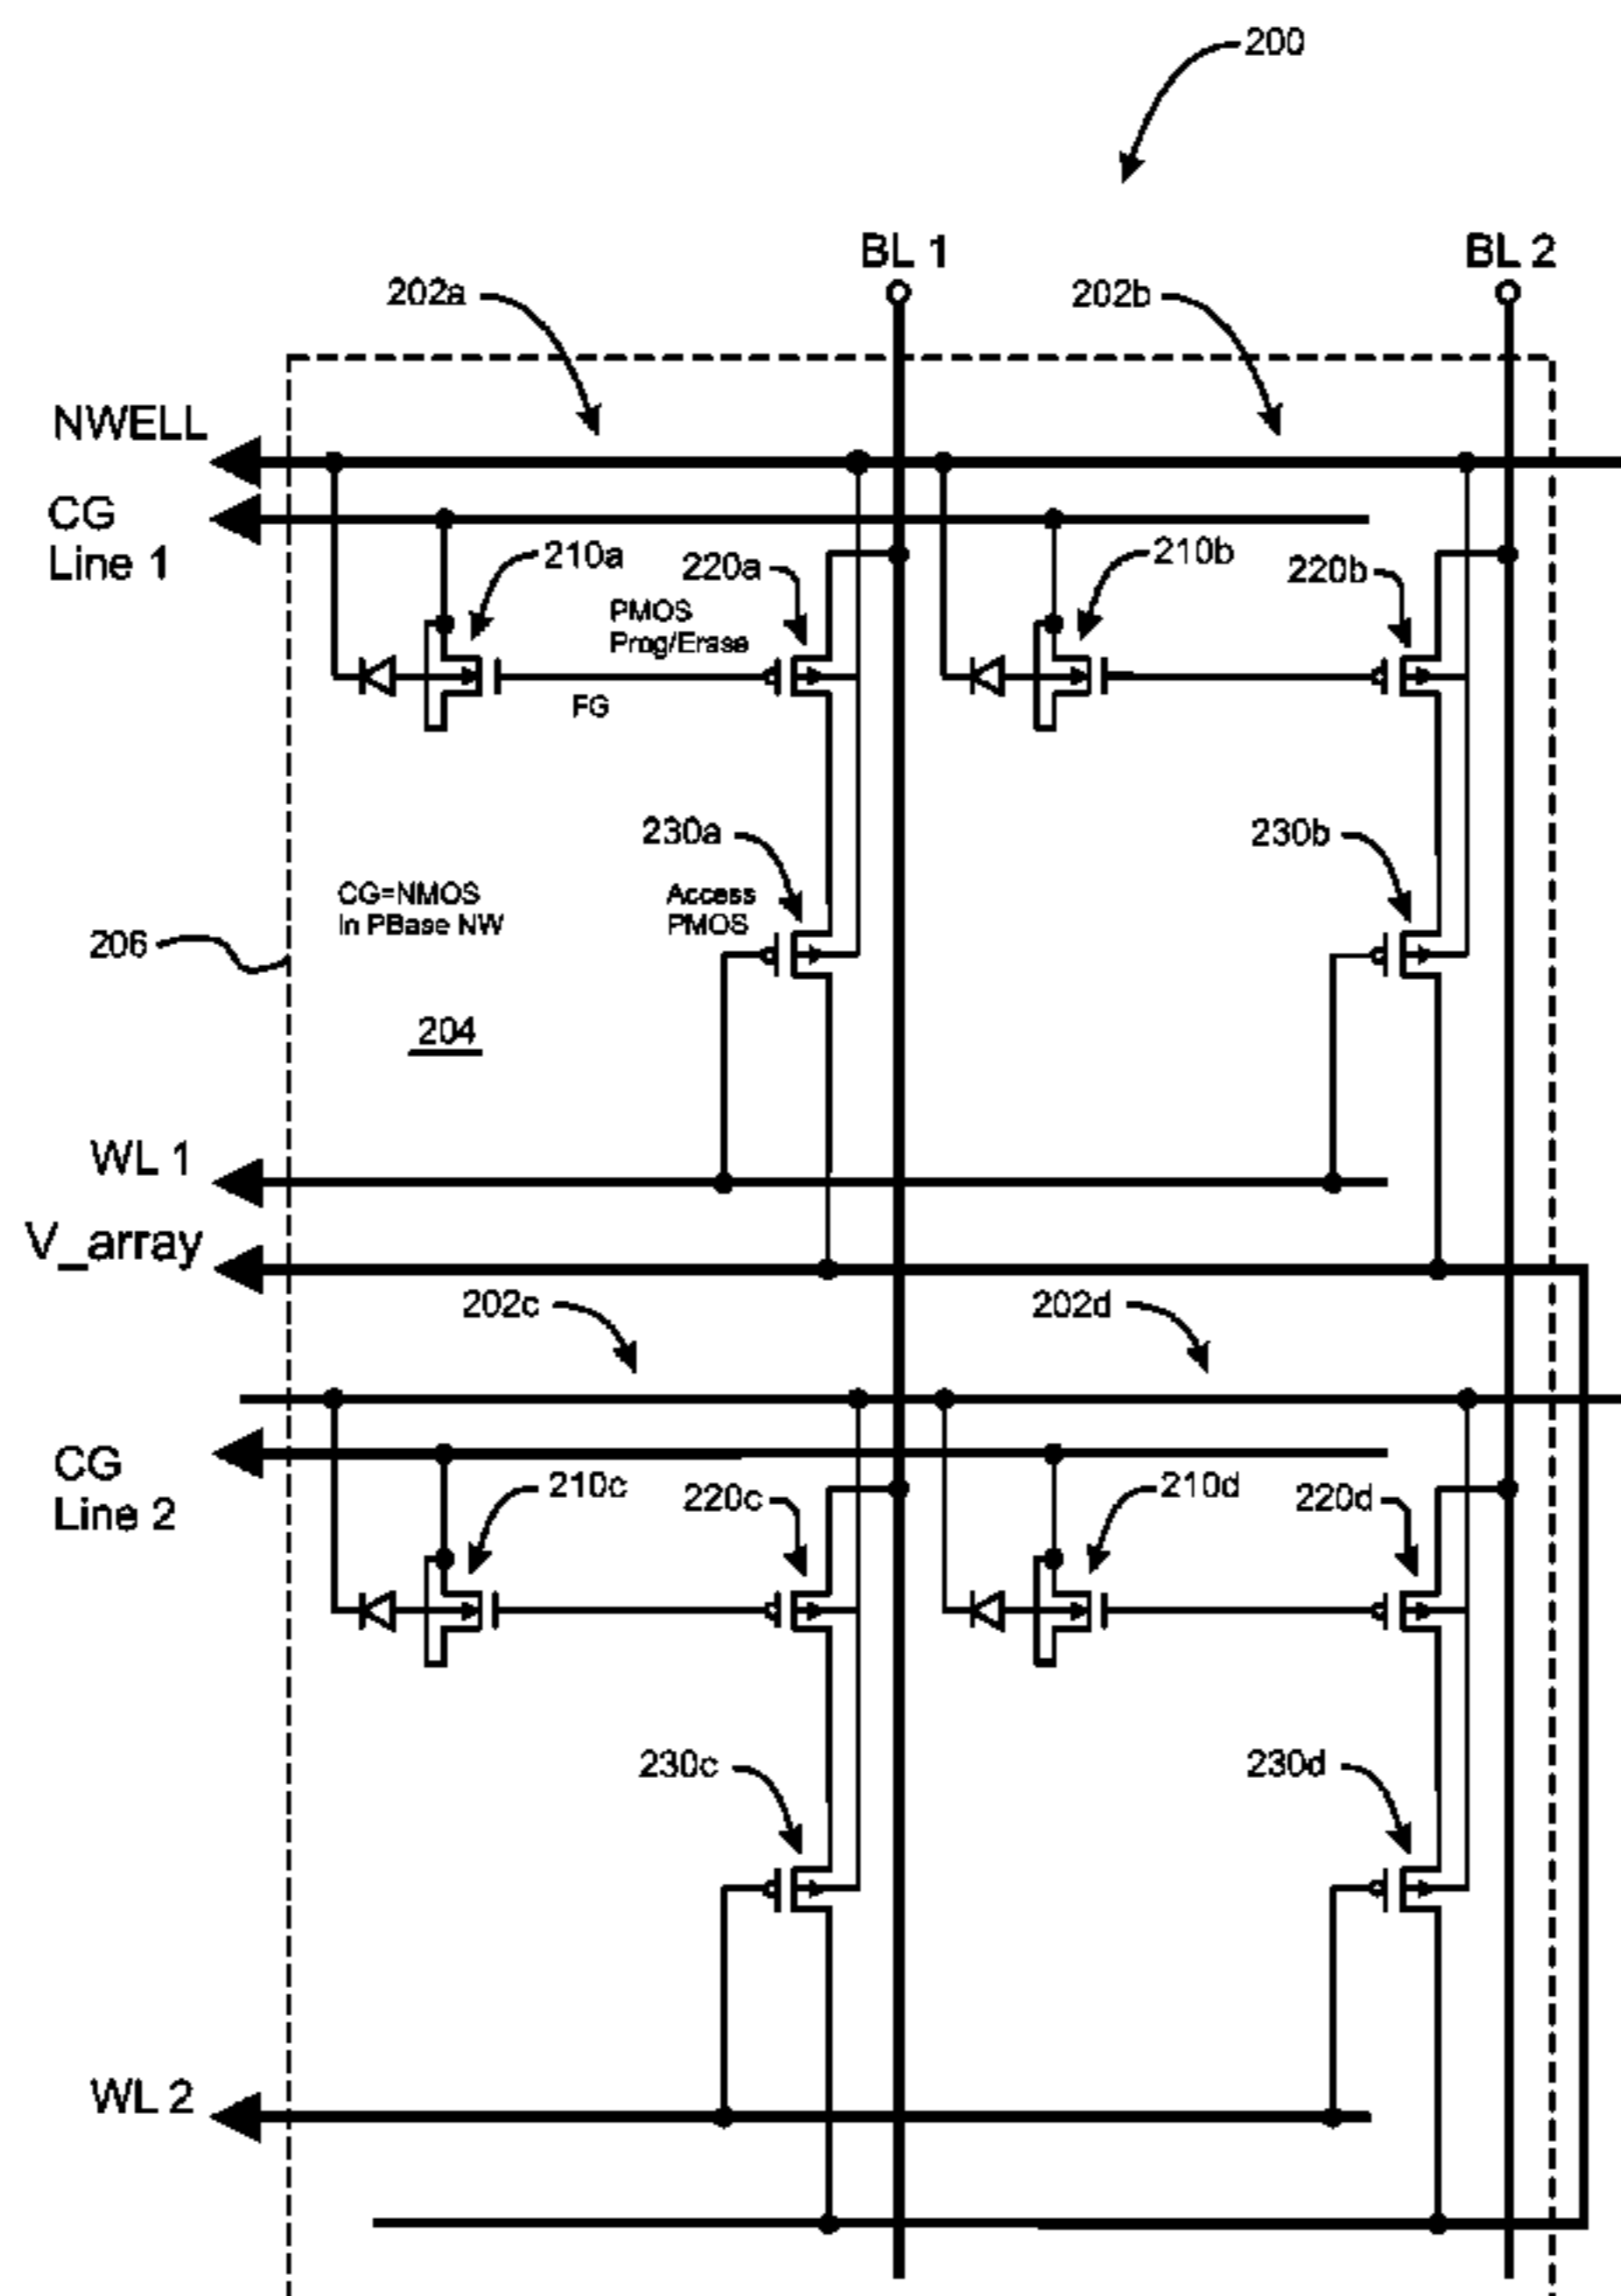 200
BL 1
BL 2
202a
202b
NWELL
CG
Line 1
210a
220a
210b
220b
PMOS
Prog/Erase
FG
230a
230b
CG=NMOS
In PBase NW
Access
PMOS
206
204
WL 1
V_array
202c
202d
CG
Line 2
210c
220c
210d
220d
230c
230d
WL 2